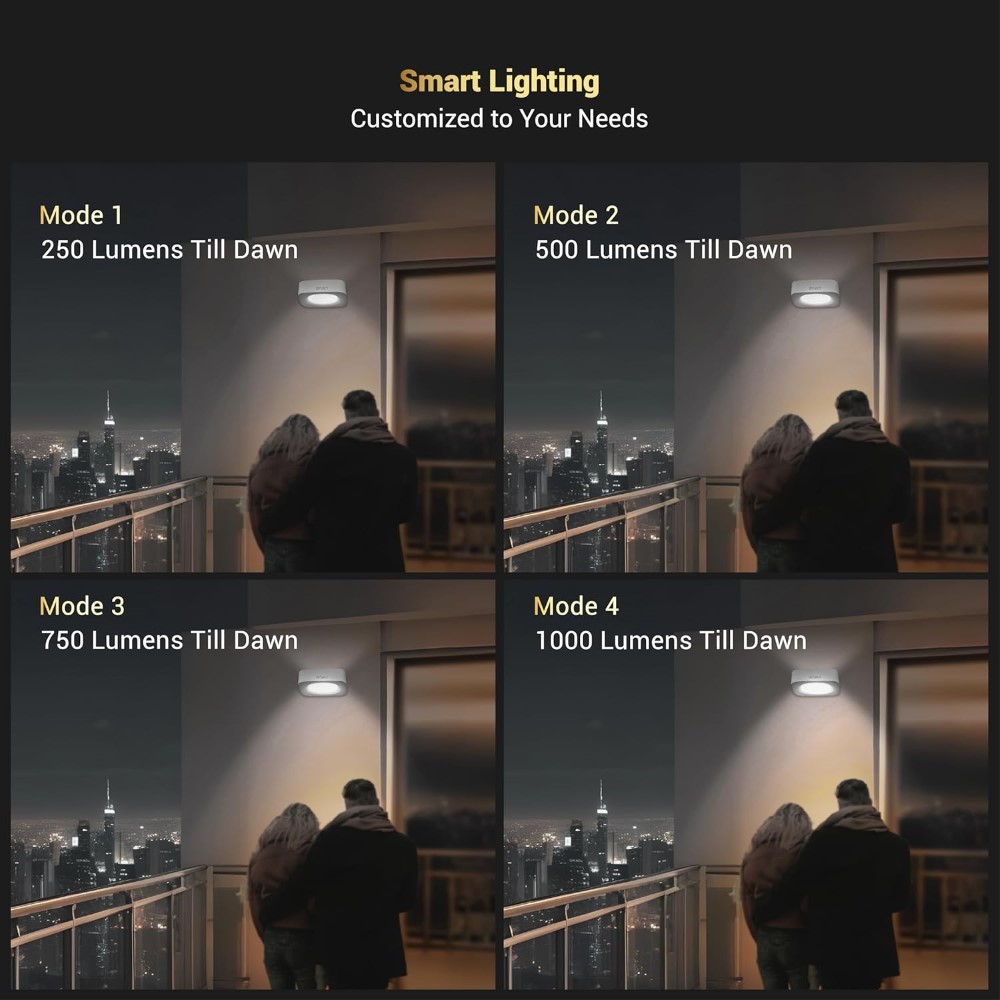 Smart Lighting
Customized to Your Needs
Mode 1
250 Lumens Till Dawn
Mode 2
500 Lumens Till Dawn
Mode 3
750 Lumens Till Dawn
Mode 4
1000 Lumens Till Dawn